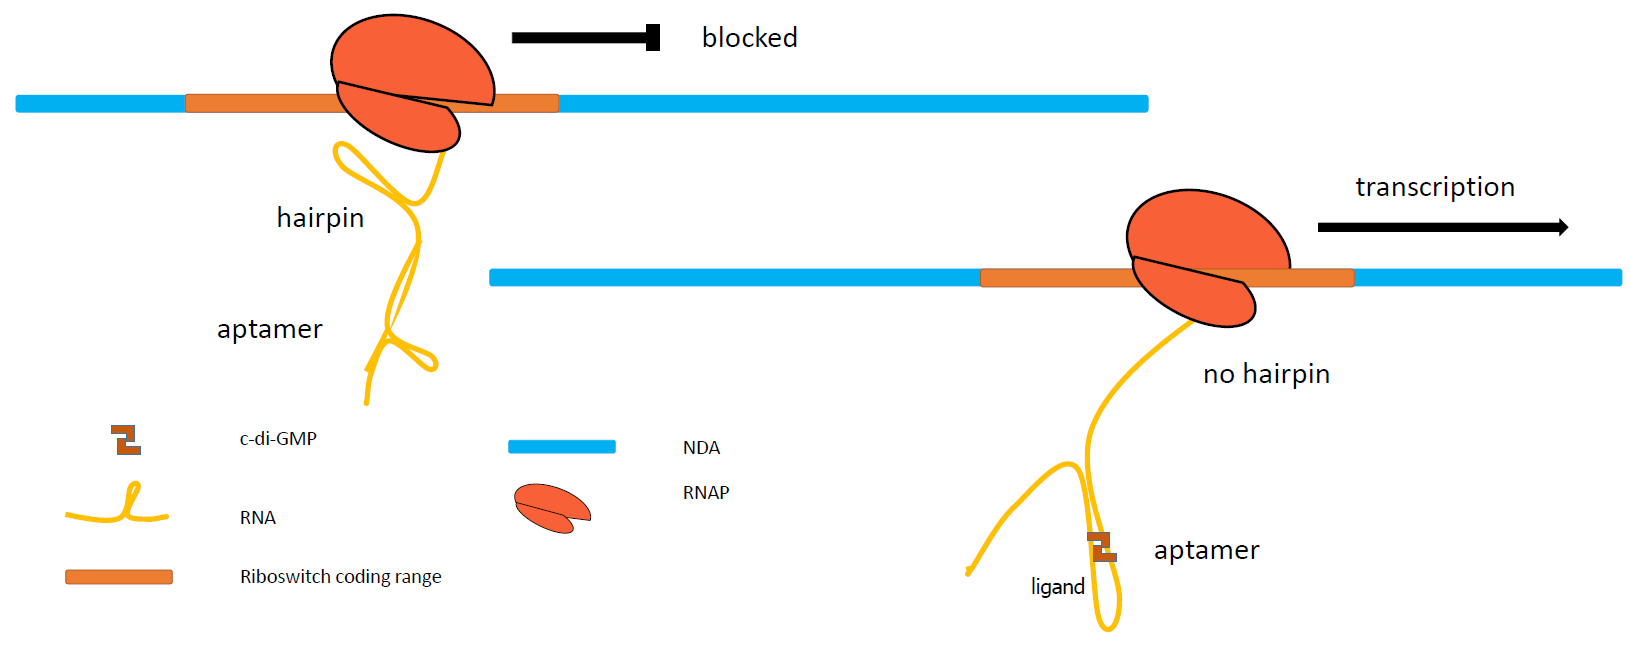 blocked
transcription
hairpin
aptamer
no hairpin
c-di-GMP
NDA
RNAP
RNA
aptamer
ligand
Riboswitch coding range